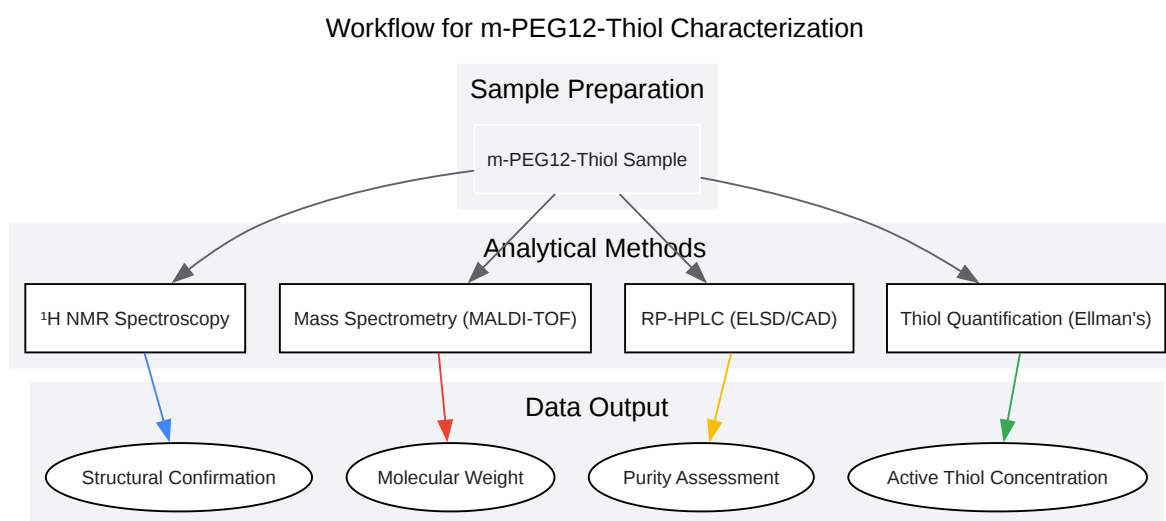 Workflow for m-PEG12-Thiol Characterization
Sample Preparation
m-PEG12-Thiol Sample
Analytical Methods
¹H NMR Spectroscopy
Mass Spectrometry (MALDI-TOF)
RP-HPLC (ELSD/CAD)
Thiol Quantification (Ellman's)
Data Output
Structural Confirmation
Molecular Weight
Purity Assessment
Active Thiol Concentration